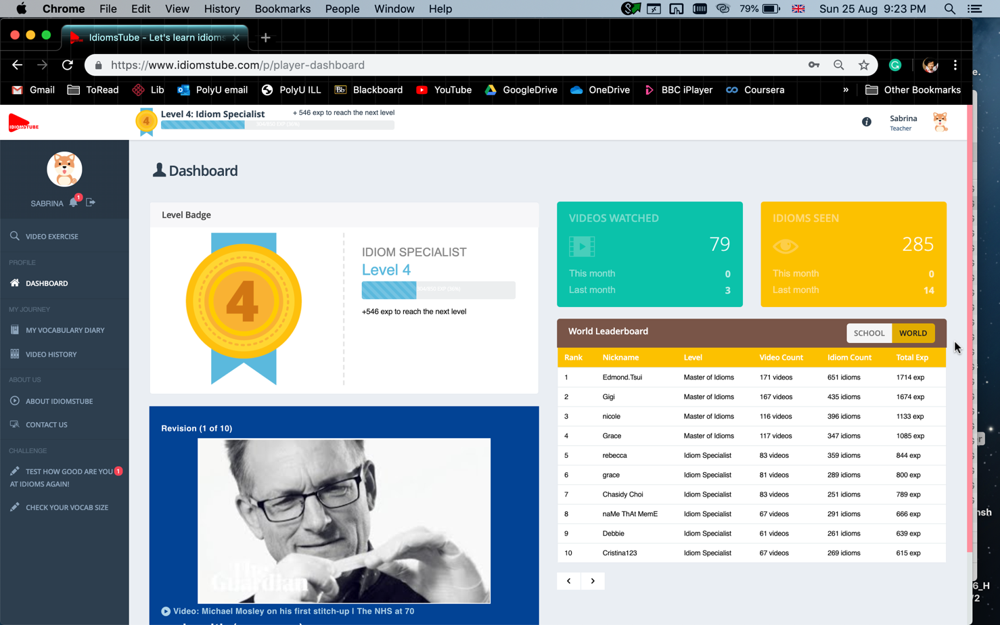 Chrome File Edit View History Bookmarks People Window Help 79% Sun 25 Aug 9:23 PM
IdiomsTube - Let's learn idioms
https://www.idiomstube.com/p/player-dashboard
Gmail ToRead Lib PolyU email PolyU ILL Bb Blackboard YouTube GoogleDrive OneDrive BBC iPlayer Coursera » Other Bookmarks
IDIOMSTUBE
4
Level 4: Idiom Specialist + 546 exp to reach the next level
304/850 EXP (36%)
Sabrina
Teacher
SABRINA 1
VIDEO EXERCISE
PROFILE
DASHBOARD
MY JOURNEY
MY VOCABULARY DIARY
VIDEO HISTORY
ABOUT US
ABOUT IDIOMSTUBE
CONTACT US
CHALLENGE
TEST HOW GOOD ARE YOU 1
AT IDIOMS AGAIN!
CHECK YOUR VOCAB SIZE
Dashboard
Level Badge
4
IDIOM SPECIALIST
Level 4
304/850 EXP (36%)
+546 exp to reach the next level
VIDEOS WATCHED
79
This month 0
Last month 3
IDIOMS SEEN
285
This month 0
Last month 14
World Leaderboard SCHOOL WORLD
Rank Nickname Level Video Count Idiom Count Total Exp
1 Edmond.Tsui Master of Idioms 171 videos 651 idioms 1714 exp
2 Gigi Master of Idioms 167 videos 435 idioms 1674 exp
3 nicole Master of Idioms 116 videos 396 idioms 1133 exp
4 Grace Master of Idioms 117 videos 347 idioms 1085 exp
5 rebecca Idiom Specialist 83 videos 359 idioms 844 exp
6 grace Idiom Specialist 81 videos 289 idioms 800 exp
7 Chasidy Choi Idiom Specialist 83 videos 251 idioms 789 exp
8 naMe ThAt MemE Idiom Specialist 67 videos 291 idioms 666 exp
9 Debbie Idiom Specialist 61 videos 261 idioms 639 exp
10 Cristina123 Idiom Specialist 67 videos 269 idioms 615 exp
Revision (1 of 10)
The
Guardian
Video: Michael Mosley on his first stitch-up l The NHS at 70